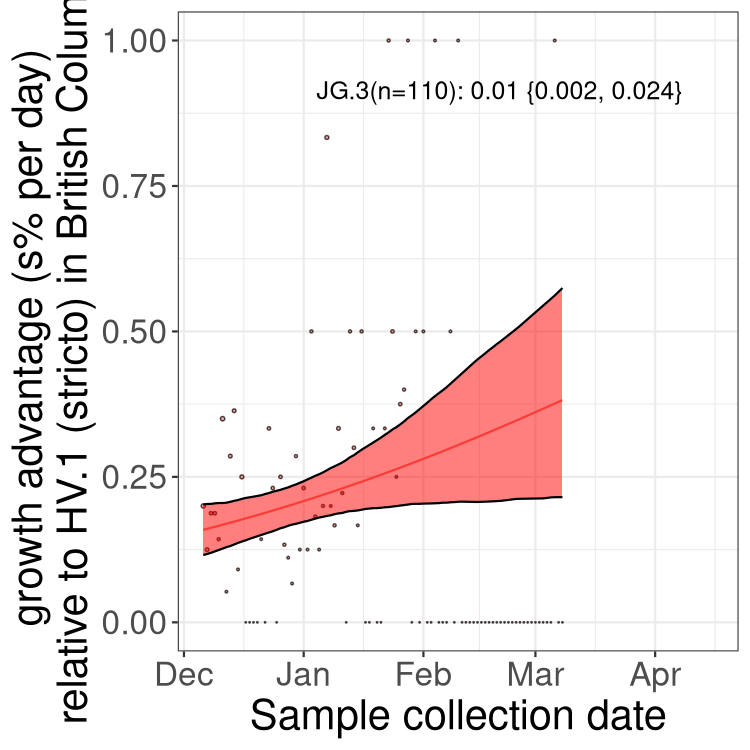 growth advantage (s% per day)
relative to HV.1 (stricto) in British Colum
1.00
0.75
0.50
0.25
0.00
JG.3(n=110): 0.01 {0.002, 0.024}
Dec Jan Feb Mar Apr
Sample collection date